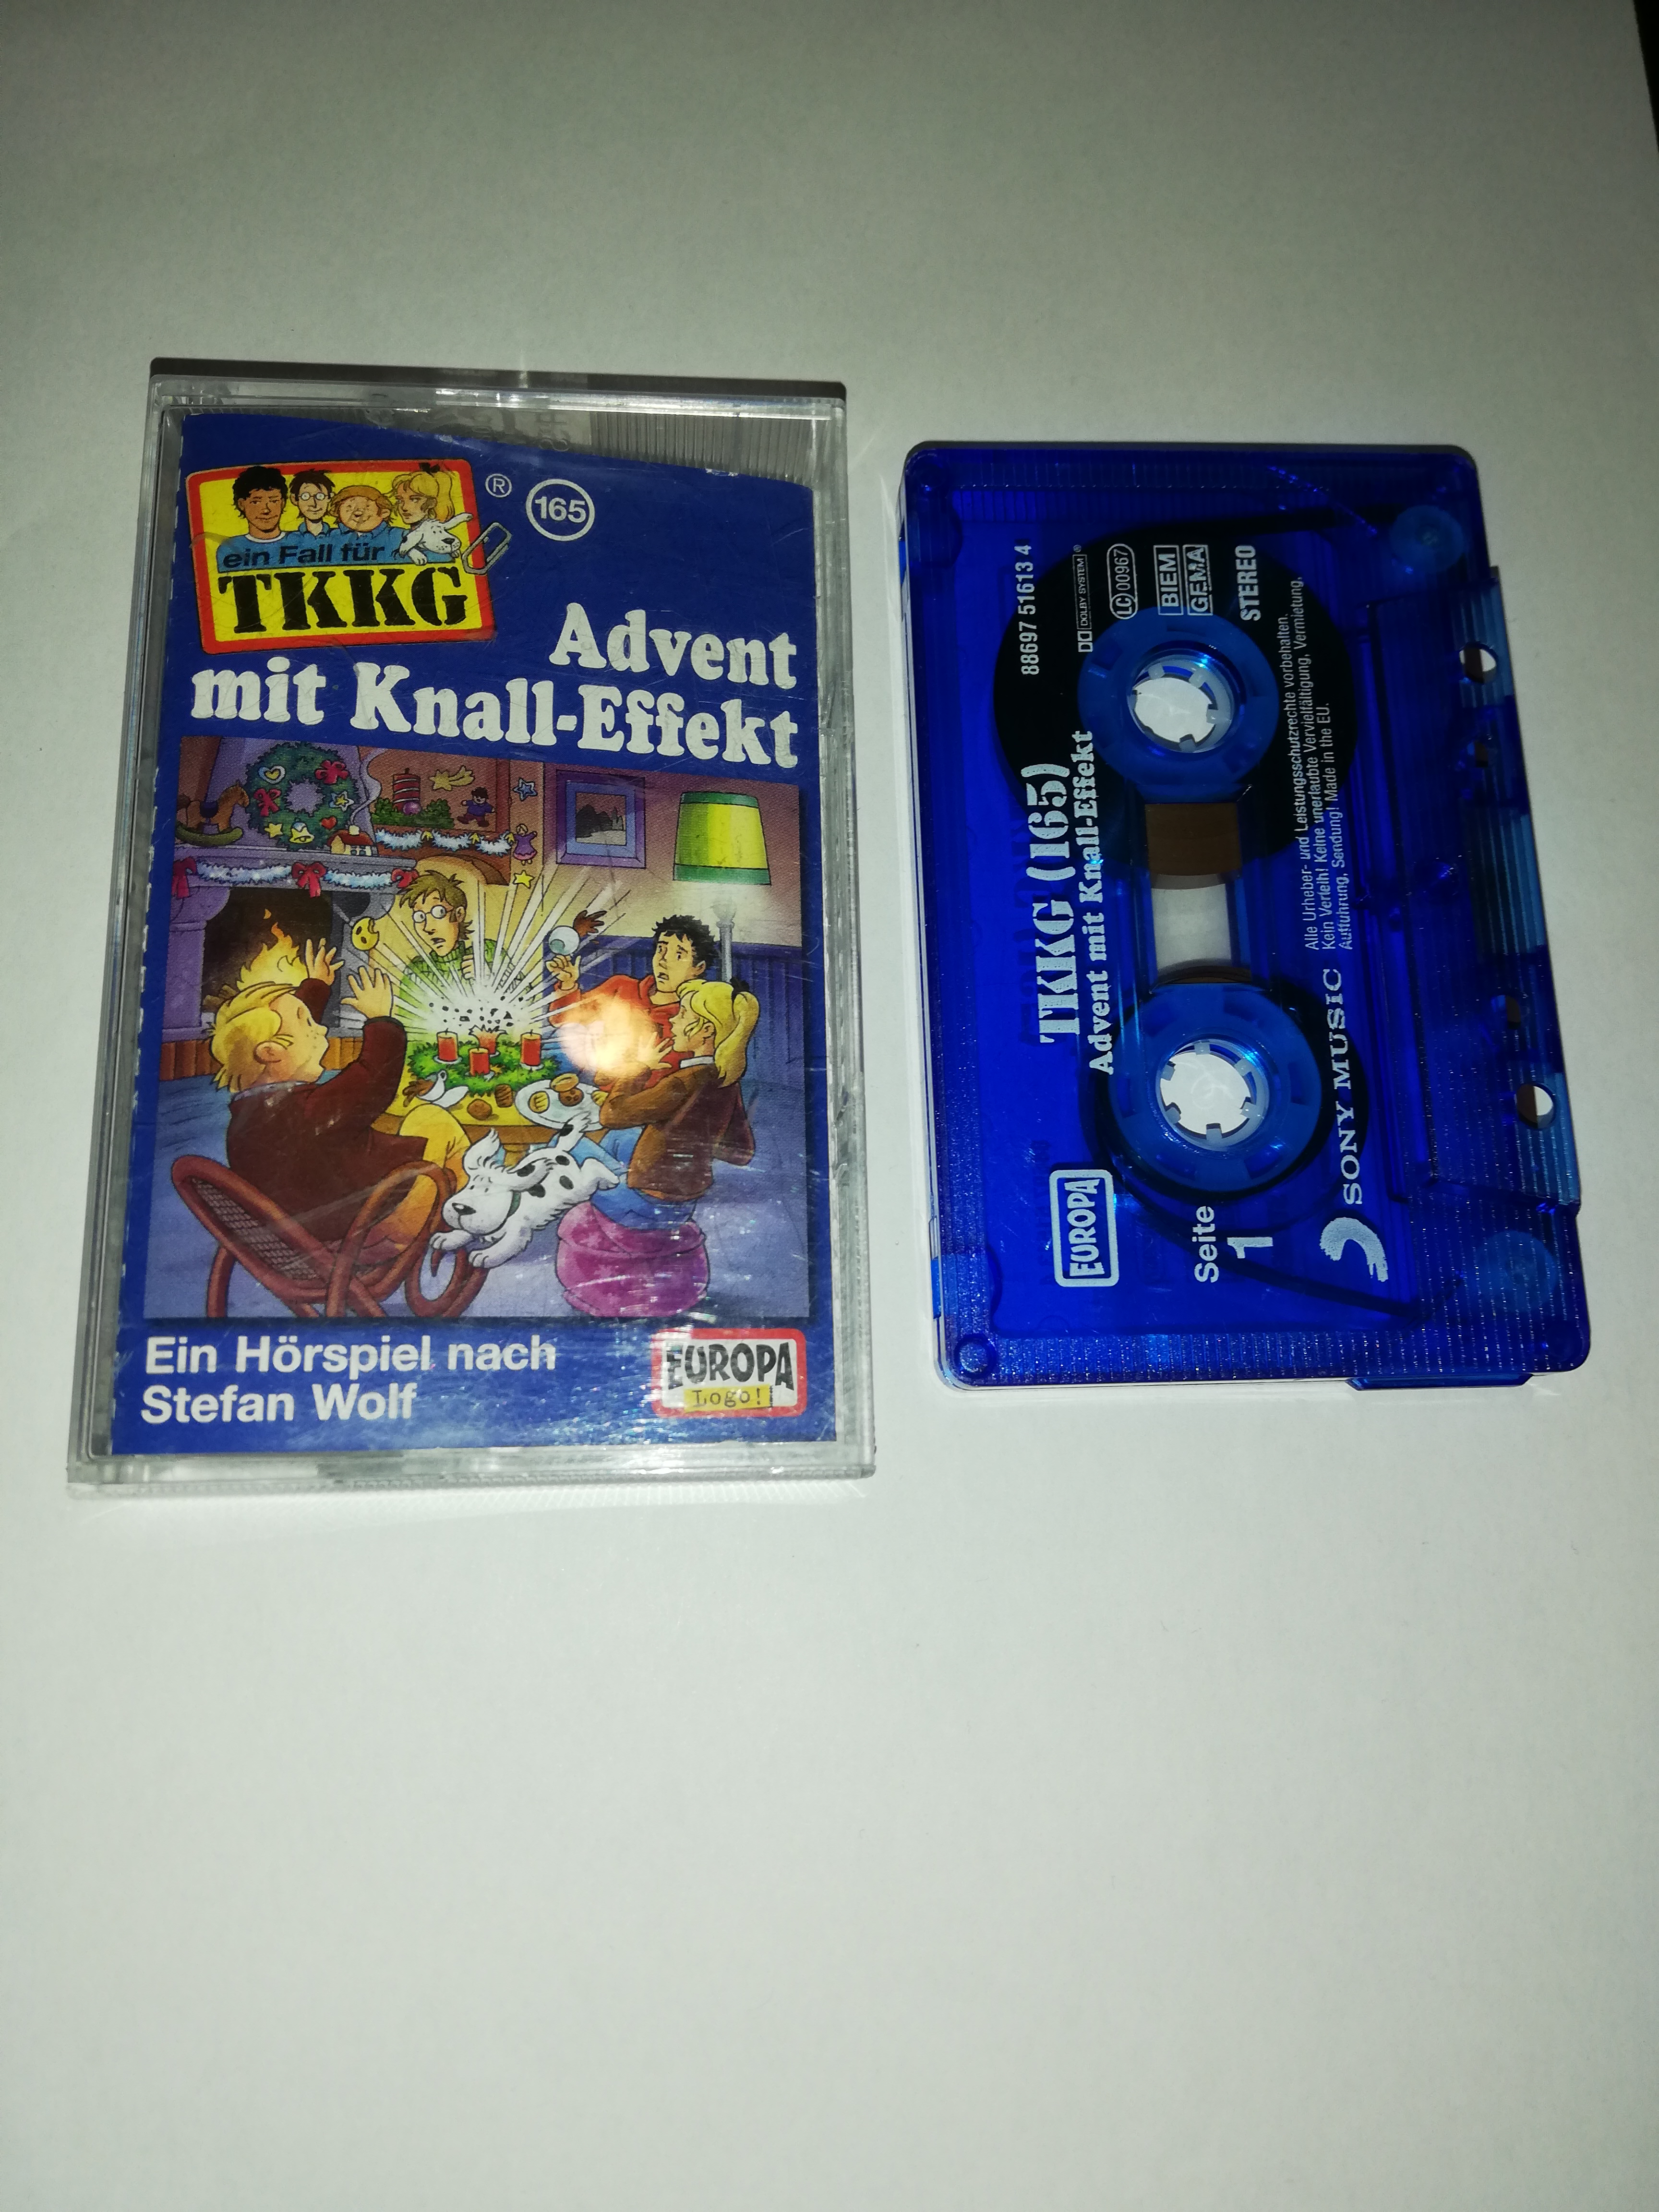 ein Fall für
TKKG
®
165
Advent
mit Knall-Effekt
Ein Hörspiel nach
Stefan Wolf
EUROPA
Logo!
88697 51613 4
DOLBY SYSTEM®
LC 00967
BIEM
GEMA
STEREO
TKKG (165)
Advent mit Knall-Effekt
EUROPA
Seite
1
Alle Urheber- und Leistungsschutzrechte vorbehalten.
Kein Verleih! Keine unerlaubte Vervielfältigung, Vermietung,
Aufführung, Sendung! Made in the EU.
SONY MUSIC